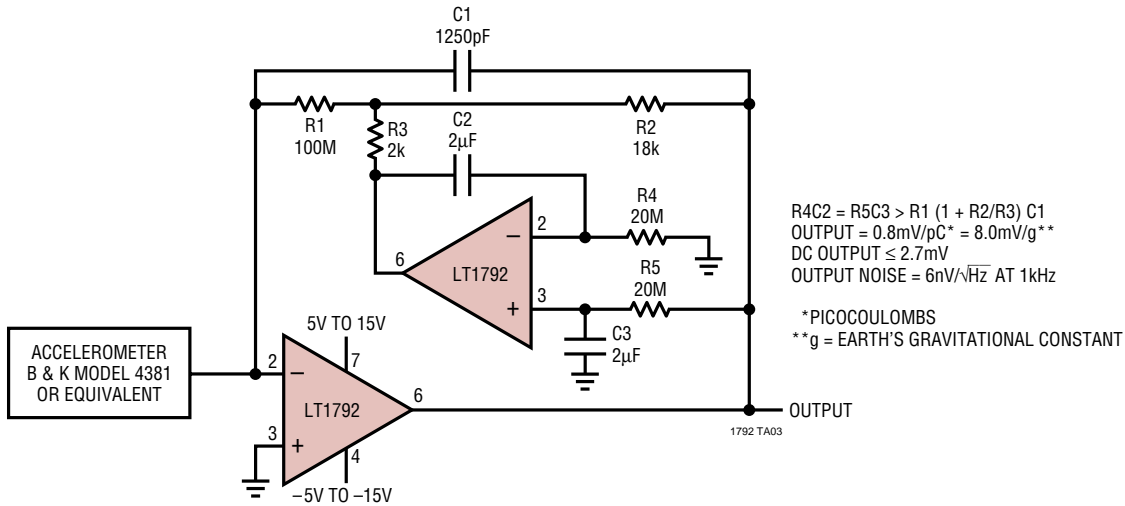 C1
1250pF
R1
100M
R3
2k
C2
2µF
R2
18k
R4
20M
2
−
6
LT1792
R5
20M
3
+
C3
2µF
5V TO 15V
7
ACCELEROMETER
B & K MODEL 4381
OR EQUIVALENT
2
−
LT1792
6
3
+
4
−5V TO −15V
OUTPUT
1792 TA03
R4C2 = R5C3 > R1 (1 + R2/R3) C1
OUTPUT = 0.8mV/pC* = 8.0mV/g**
DC OUTPUT ≤ 2.7mV
OUTPUT NOISE = 6nV/√Hz AT 1kHz
*PICOCOULOMBS
**g = EARTH'S GRAVITATIONAL CONSTANT